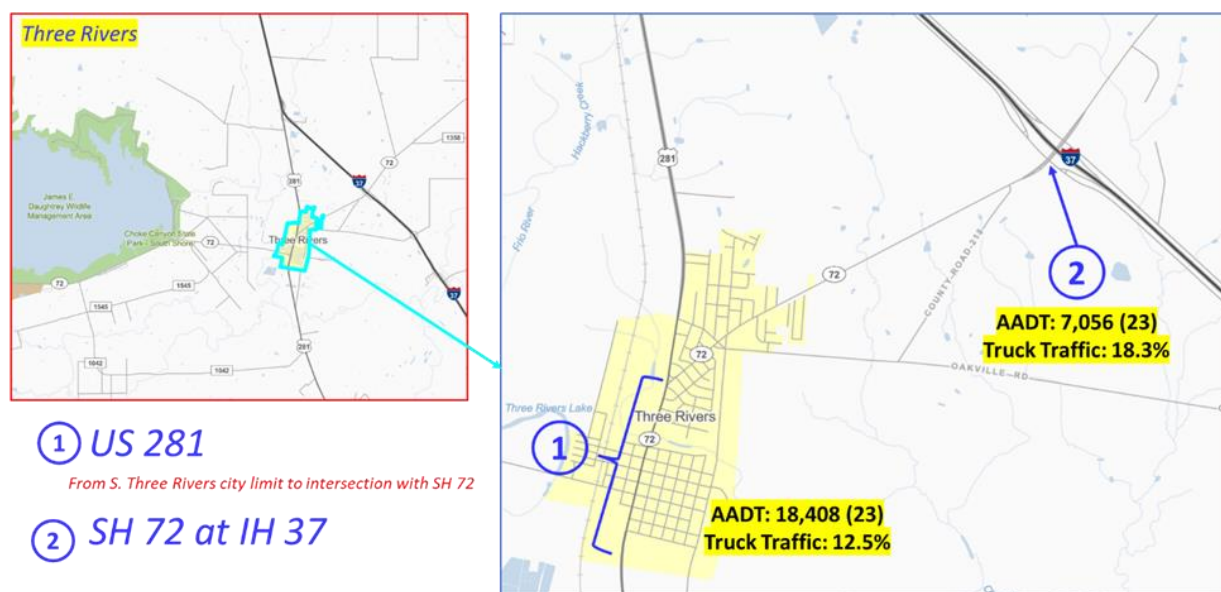 Three Rivers
1358
72
281
37
James E.
Daughtrey Wildlife
Management Area
Choke Canyon State
Park - South Shore
72
Three Rivers
72
1545
1545
37
281
1042
1042
1 US 281
From S. Three Rivers city limit to intersection with SH 72
2 SH 72 at IH 37
Hackberry Creek
281
37
Frio River
72
COUNTY ROAD 218
2
AADT: 7,056 (23)
Truck Traffic: 18.3%
72
OAKVILLE RD
Three Rivers Lake
Three Rivers
1
72
AADT: 18,408 (23)
Truck Traffic: 12.5%